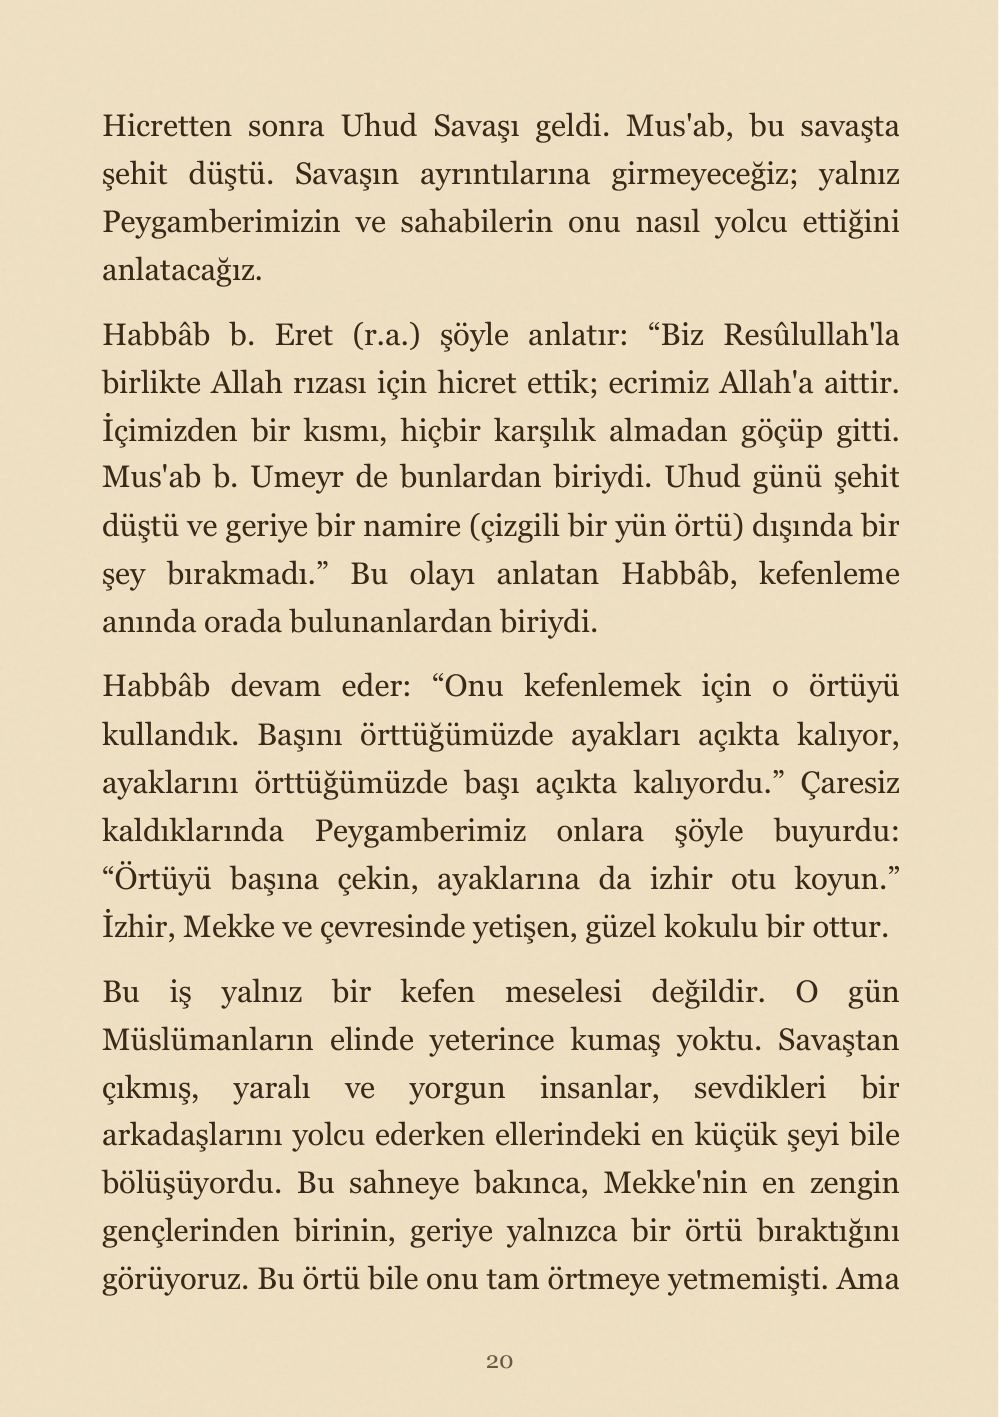 Hicretten sonra Uhud Savaşı geldi. Mus'ab, bu savaşta
şehit düştü. Savaşın ayrıntılarına girmeyeceğiz; yalnız
Peygamberimizin ve sahabilerin onu nasıl yolcu ettiğini
anlatacağız.
Habbâb b. Eret (r.a.) şöyle anlatır: “Biz Resûlullah'la
birlikte Allah rızası için hicret ettik; ecrimiz Allah'a aittir.
İçimizden bir kısmı, hiçbir karşılık almadan göçüp gitti.
Mus'ab b. Umeyr de bunlardan biriydi. Uhud günü şehit
düştü ve geriye bir namire (çizgili bir yün örtü) dışında bir
şey bırakmadı.” Bu olayı anlatan Habbâb, kefenleme
anında orada bulunanlardan biriydi.
Habbâb devam eder: “Onu kefenlemek için o örtüyü
kullandık. Başını örttüğümüzde ayakları açıkta kalıyor,
ayaklarını örttüğümüzde başı açıkta kalıyordu.” Çaresiz
kaldıklarında Peygamberimiz onlara şöyle buyurdu:
“Örtüyü başına çekin, ayaklarına da izhir otu koyun.”
İzhir, Mekke ve çevresinde yetişen, güzel kokulu bir ottur.
Bu iş yalnız bir kefen meselesi değildir. O gün
Müslümanların elinde yeterince kumaş yoktu. Savaştan
çıkmış, yaralı ve yorgun insanlar, sevdikleri bir
arkadaşlarını yolcu ederken ellerindeki en küçük şeyi bile
bölüşüyordu. Bu sahneye bakınca, Mekke'nin en zengin
gençlerinden birinin, geriye yalnızca bir örtü bıraktığını
görüyoruz. Bu örtü bile onu tam örtmeye yetmemişti. Ama
20